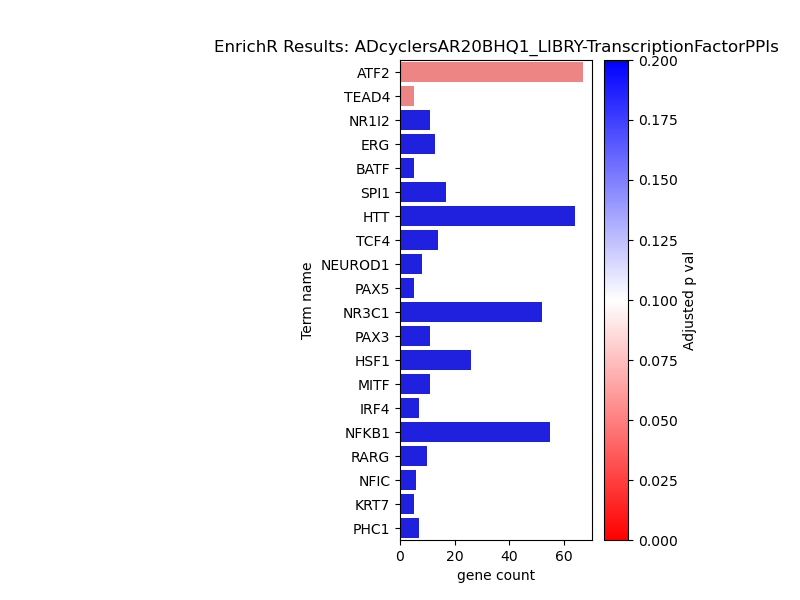 EnrichR Results: ADcyclersAR20BHQ1_LIBRY-TranscriptionFactorPPIs
Term name
ATF2
TEAD4
NR1I2
ERG
BATF
SPI1
HTT
TCF4
NEUROD1
PAX5
NR3C1
PAX3
HSF1
MITF
IRF4
NFKB1
RARG
NFIC
KRT7
PHC1
0 20 40 60
gene count
0.200
0.175
0.150
0.125
0.100
0.075
0.050
0.025
0.000
Adjusted p val